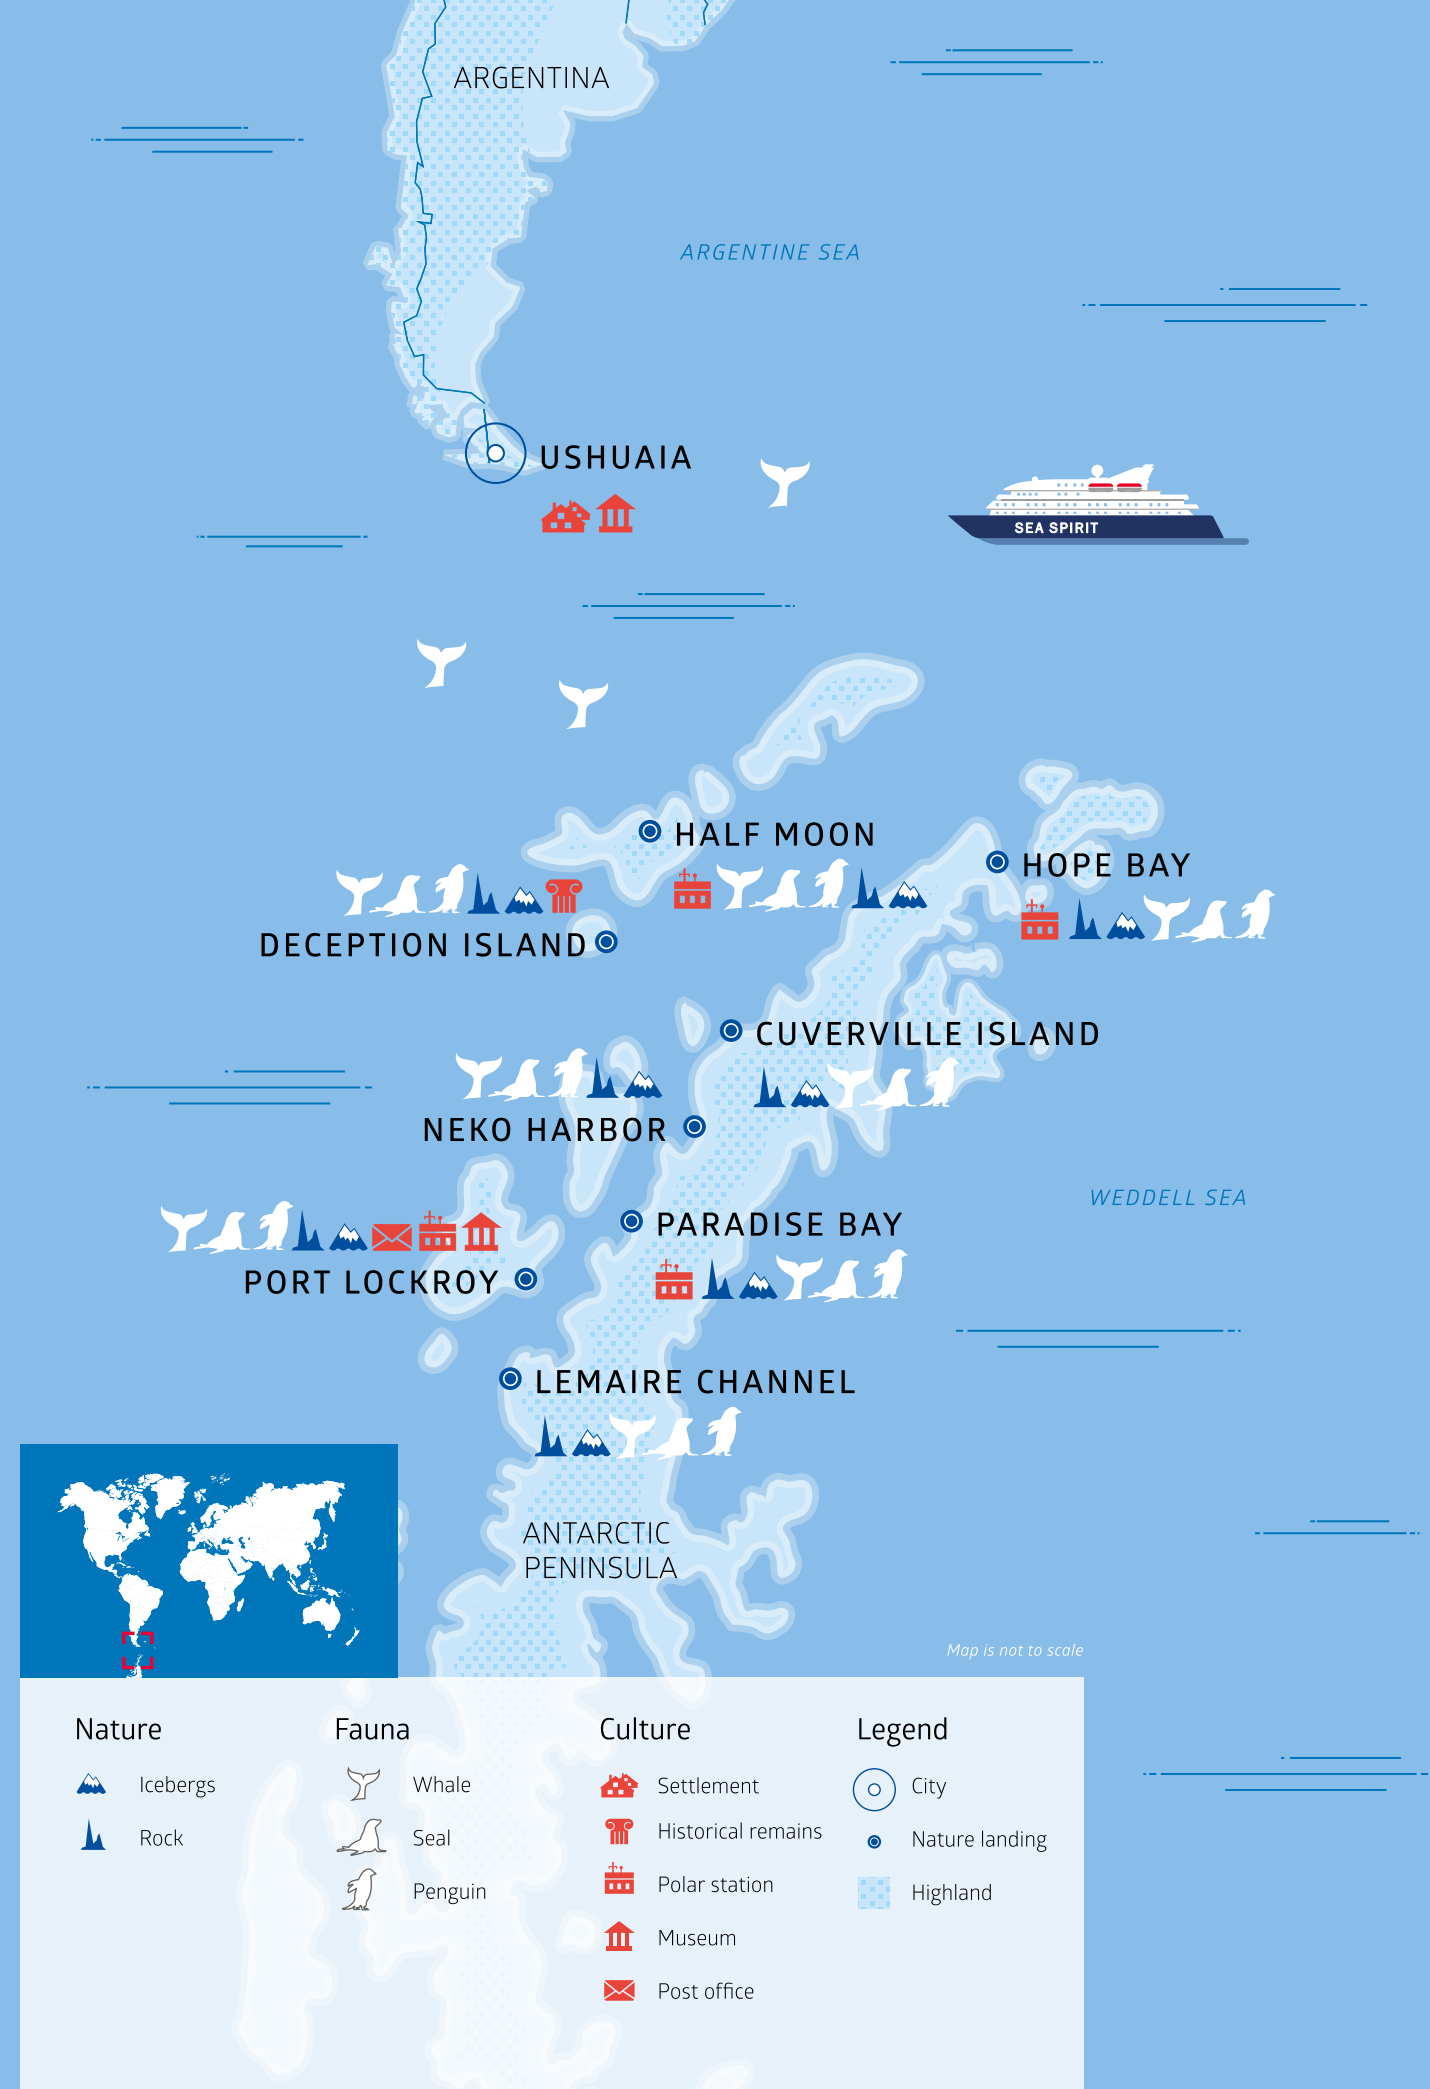 ARGENTINA
ARGENTINE SEA
USHUAIA
SEA SPIRIT
HALF MOON
HOPE BAY
DECEPTION ISLAND
CUVERVILLE ISLAND
NEKO HARBOR
WEDDELL SEA
PARADISE BAY
PORT LOCKROY
LEMAIRE CHANNEL
ANTARCTIC
PENINSULA
Map is not to scale
Nature
Icebergs
Rock
Fauna
Whale
Seal
Penguin
Culture
Settlement
Historical remains
Polar station
Museum
Post office
Legend
City
Nature landing
Highland